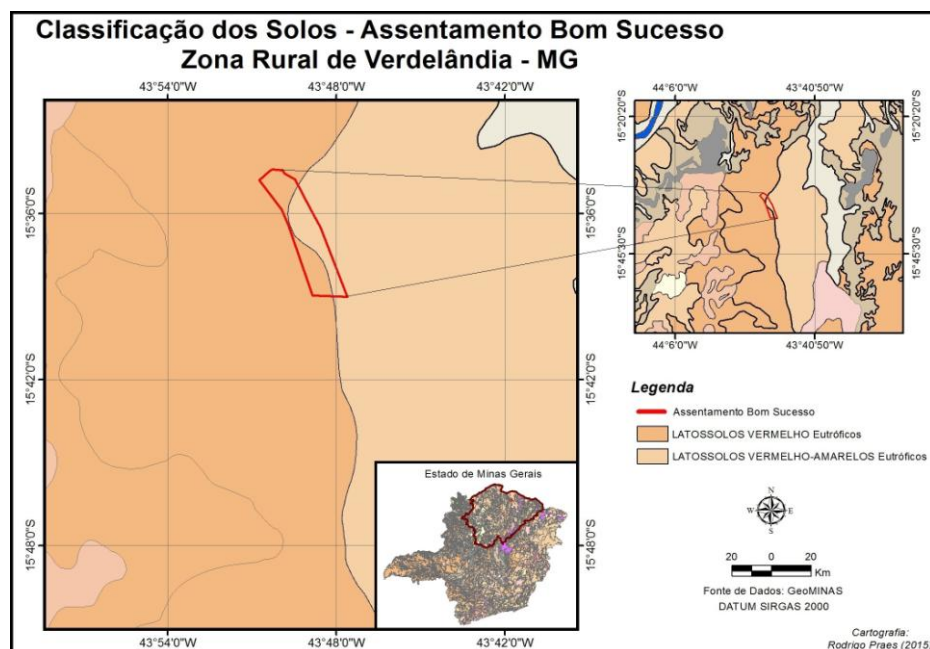 Classificação dos Solos - Assentamento Bom Sucesso
Zona Rural de Verdelândia - MG
43°54'0"W 43°48'0"W 43°42'0"W
15°36'0"S 15°36'0"S
15°42'0"S 15°42'0"S
15°48'0"S 15°48'0"S
43°54'0"W 43°48'0"W 43°42'0"W
Estado de Minas Gerais
44°6'0"W 43°40'50"W
15°20'20"S 15°20'20"S
15°45'30"S 15°45'30"S
44°6'0"W 43°40'50"W
Legenda
Assentamento Bom Sucesso
LATOSSOLOS VERMELHO Eutróficos
LATOSSOLOS VERMELHO-AMARELOS Eutróficos
N
W E
S
20 0 20
Km
Fonte de Dados: GeoMINAS
DATUM SIRGAS 2000
Cartografia:
Rodrigo Praes (2015)